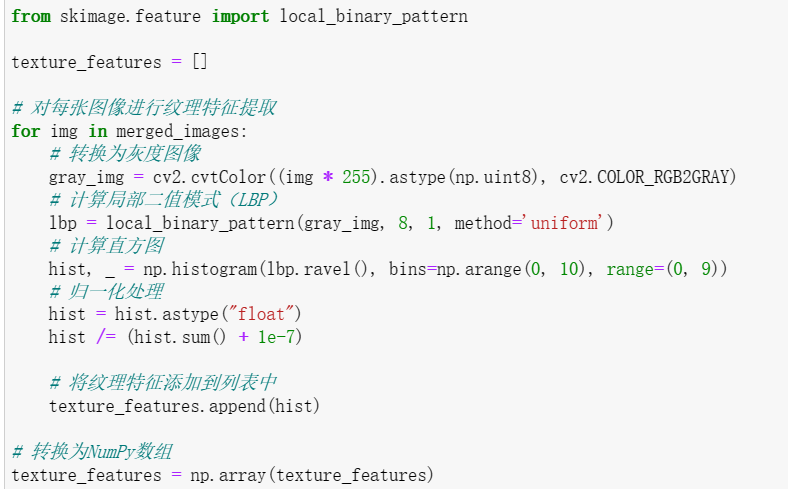 from skimage.feature import local_binary_pattern
texture_features = []
# 对每张图像进行纹理特征提取
for img in merged_images:
    # 转换为灰度图像
    gray_img = cv2.cvtColor((img * 255).astype(np.uint8), cv2.COLOR_RGB2GRAY)
    # 计算局部二值模式（LBP）
    lbp = local_binary_pattern(gray_img, 8, 1, method='uniform')
    # 计算直方图
    hist, _ = np.histogram(lbp.ravel(), bins=np.arange(0, 10), range=(0, 9))
    # 归一化处理
    hist = hist.astype("float")
    hist /= (hist.sum() + 1e-7)
    # 将纹理特征添加到列表中
    texture_features.append(hist)
# 转换为NumPy数组
texture_features = np.array(texture_features)